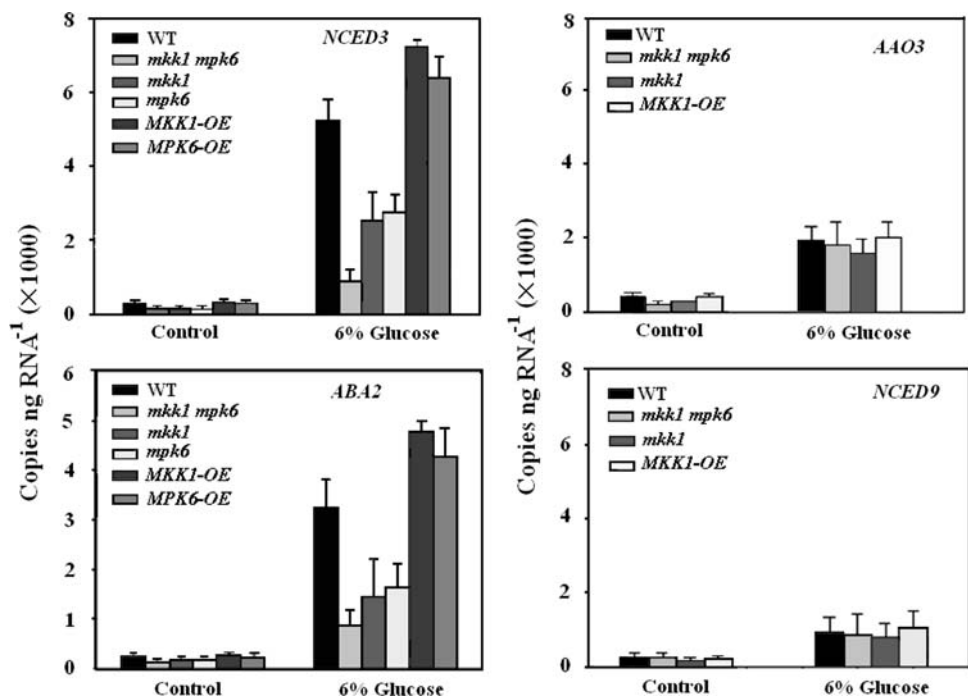 Copies ng RNA⁻¹ (×1000)
8
6
4
2
0
WT
mkk1 mpk6
mkk1
mpk6
MKK1-OE
MPK6-OE
NCED3
Control
6% Glucose
Copies ng RNA⁻¹ (×1000)
8
6
4
2
0
WT
mkk1 mpk6
mkk1
MKK1-OE
AAO3
Control
6% Glucose
6
5
4
3
2
1
0
WT
mkk1 mpk6
mkk1
mpk6
MKK1-OE
MPK6-OE
ABA2
Control
6% Glucose
8
6
4
2
0
WT
mkk1 mpk6
mkk1
MKK1-OE
NCED9
Control
6% Glucose